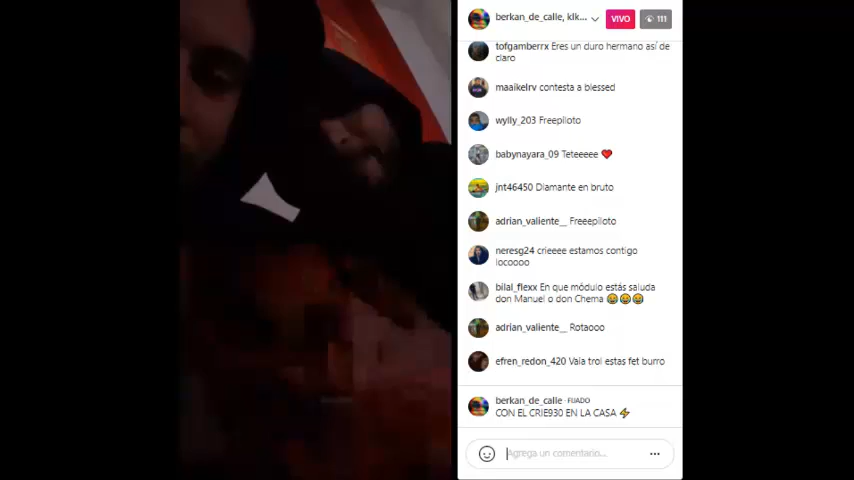 berkan_de_calle, klk...
VIVO
111
tofgamberrx Eres un duro hermano así de
claro
maaikelrv contesta a blessed
wylly_203 Freepiloto
babynayara_09 Teteeeee ❤️
jnt46450 Diamante en bruto
adrian_valiente__ Freeepiloto
neresg24 crieeee estamos contigo
locoooo
bilal_flexx En que módulo estás saluda
don Manuel o don Chema 😂😂😂
adrian_valiente__ Rotaooo
efren_redon_420 Vaia trol estas fet burro
berkan_de_calle · FIJADO
CON EL CRIE930 EN LA CASA ⚡
Agrega un comentario...